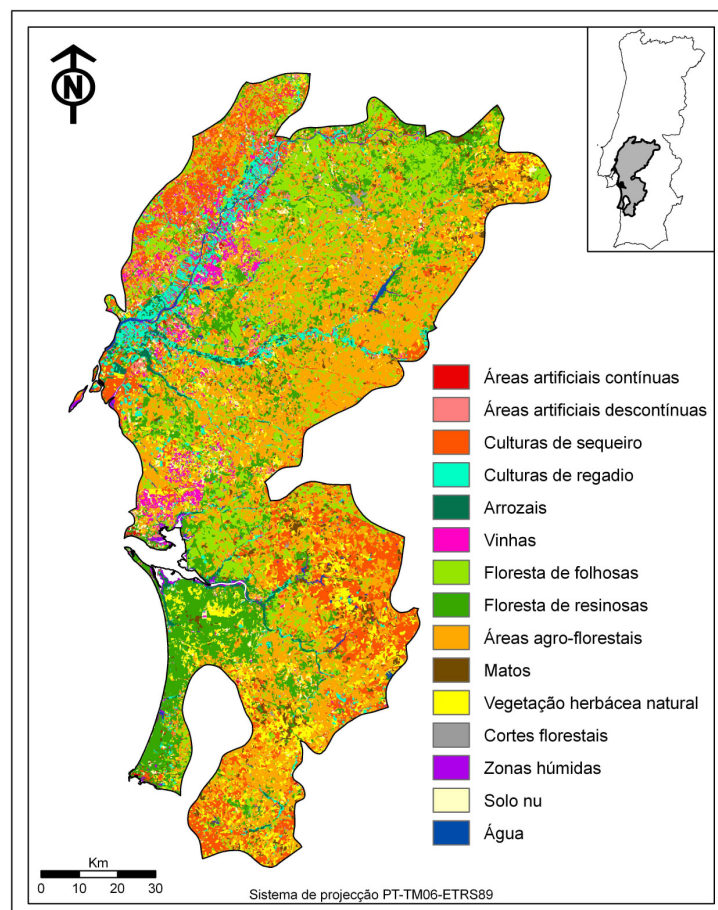 N
Áreas artificiais contínuas
Áreas artificiais descontínuas
Culturas de sequeiro
Culturas de regadio
Arrozais
Vinhas
Floresta de folhosas
Floresta de resinosas
Áreas agro-florestais
Matos
Vegetação herbácea natural
Cortes florestais
Zonas húmidas
Solo nu
Água
Km
0 10 20 30
Sistema de projecção PT-TM06-ETRS89